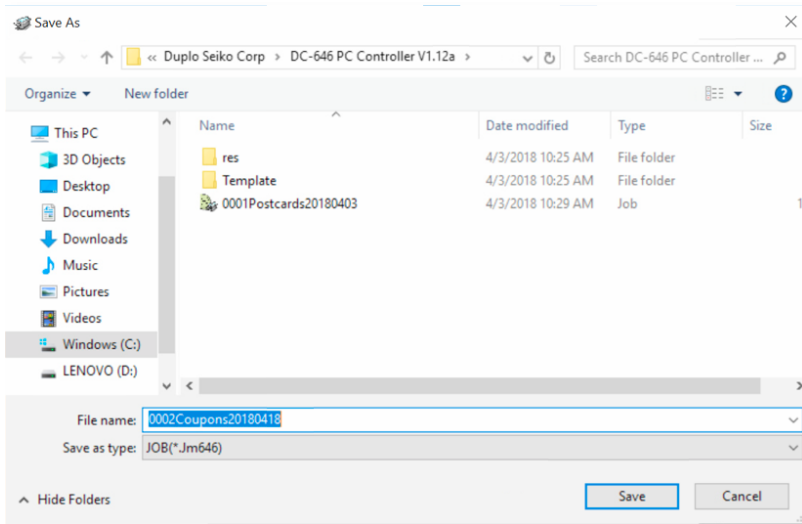 Save As
« Duplo Seiko Corp > DC-646 PC Controller V1.12a >
Search DC-646 PC Controller ...
Organize New folder
Name Date modified Type Size
This PC
3D Objects
Desktop
Documents
Downloads
Music
Pictures
Videos
Windows (C:)
LENOVO (D:)
res 4/3/2018 10:25 AM File folder
Template 4/3/2018 10:25 AM File folder
0001Postcards20180403 4/3/2018 10:29 AM Job 1
File name: 0002Coupons20180418
Save as type: JOB(*.Jm646)
Hide Folders Save Cancel